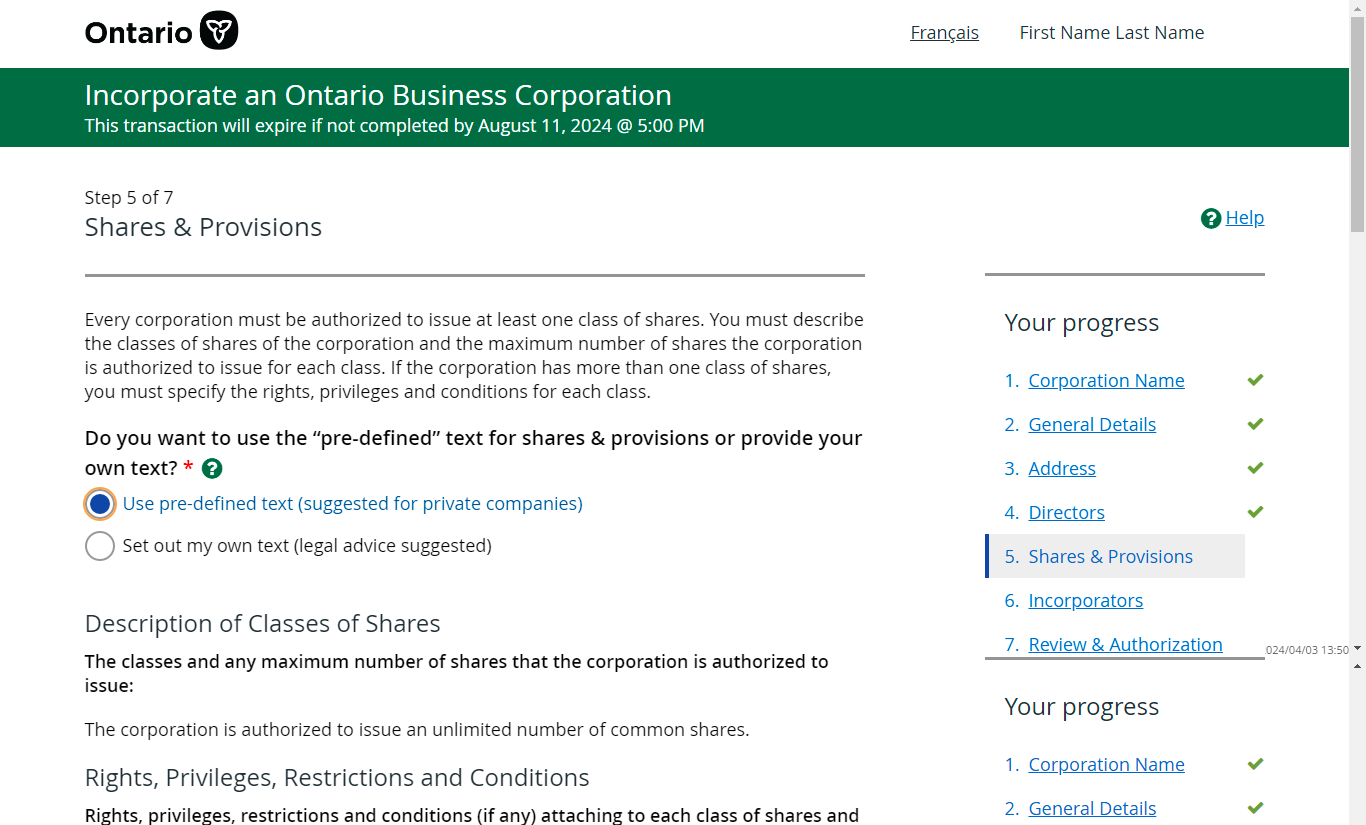 Ontario
Français
First Name Last Name
Incorporate an Ontario Business Corporation
This transaction will expire if not completed by August 11, 2024 @ 5:00 PM
Step 5 of 7
Shares & Provisions
? Help
Every corporation must be authorized to issue at least one class of shares. You must describe
the classes of shares of the corporation and the maximum number of shares the corporation
is authorized to issue for each class. If the corporation has more than one class of shares,
you must specify the rights, privileges and conditions for each class.
Do you want to use the “pre-defined” text for shares & provisions or provide your
own text? * ?
Use pre-defined text (suggested for private companies)
Set out my own text (legal advice suggested)
Description of Classes of Shares
The classes and any maximum number of shares that the corporation is authorized to
issue:
The corporation is authorized to issue an unlimited number of common shares.
Rights, Privileges, Restrictions and Conditions
Rights, privileges, restrictions and conditions (if any) attaching to each class of shares and
Your progress
1. Corporation Name
2. General Details
3. Address
4. Directors
5. Shares & Provisions
6. Incorporators
7. Review & Authorization
024/04/03 13:50
Your progress
1. Corporation Name
2. General Details